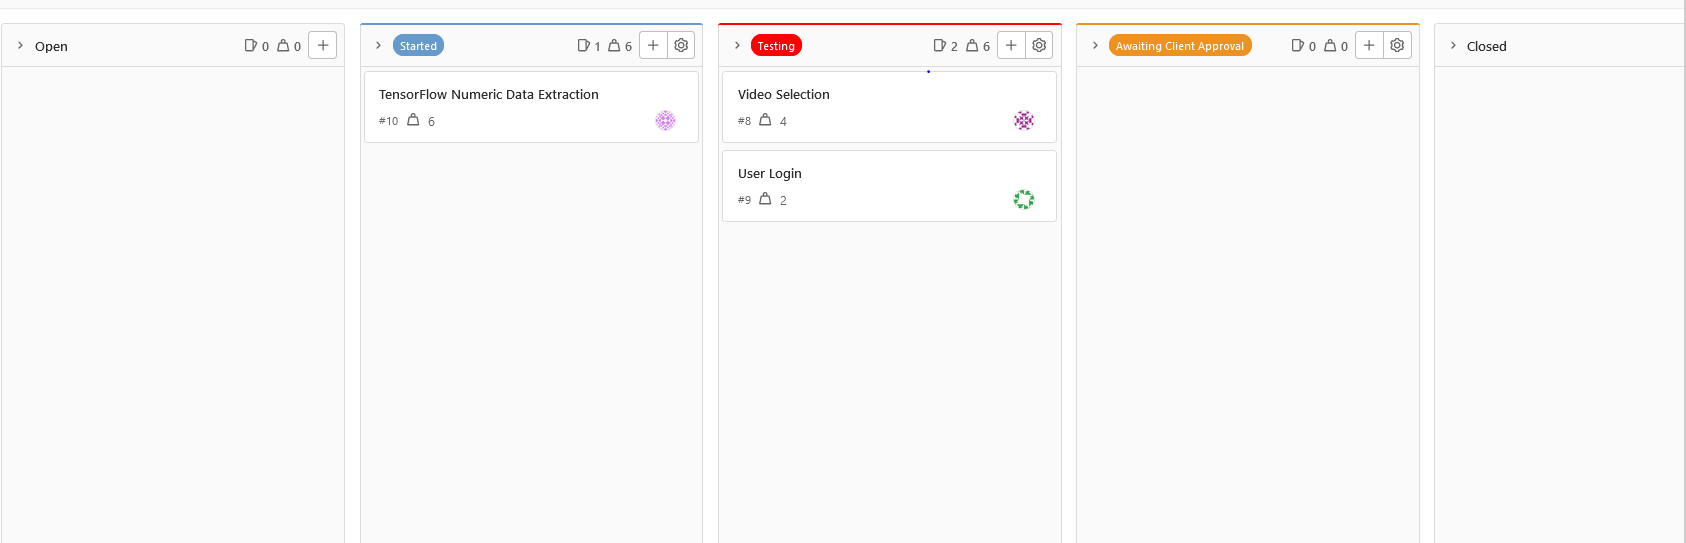 Open 0 0
Started 1 6
TensorFlow Numeric Data Extraction
#10 6
Testing 2 6
Video Selection
#8 4
User Login
#9 2
Awaiting Client Approval 0 0
Closed